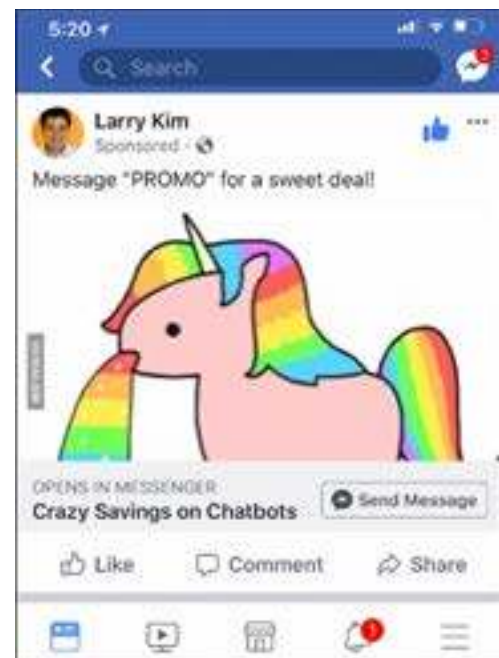 5:20
Search
Larry Kim
Sponsored ·
Message "PROMO" for a sweet deal!
OPENS IN MESSENGER
Crazy Savings on Chatbots
Send Message
Like
Comment
Share